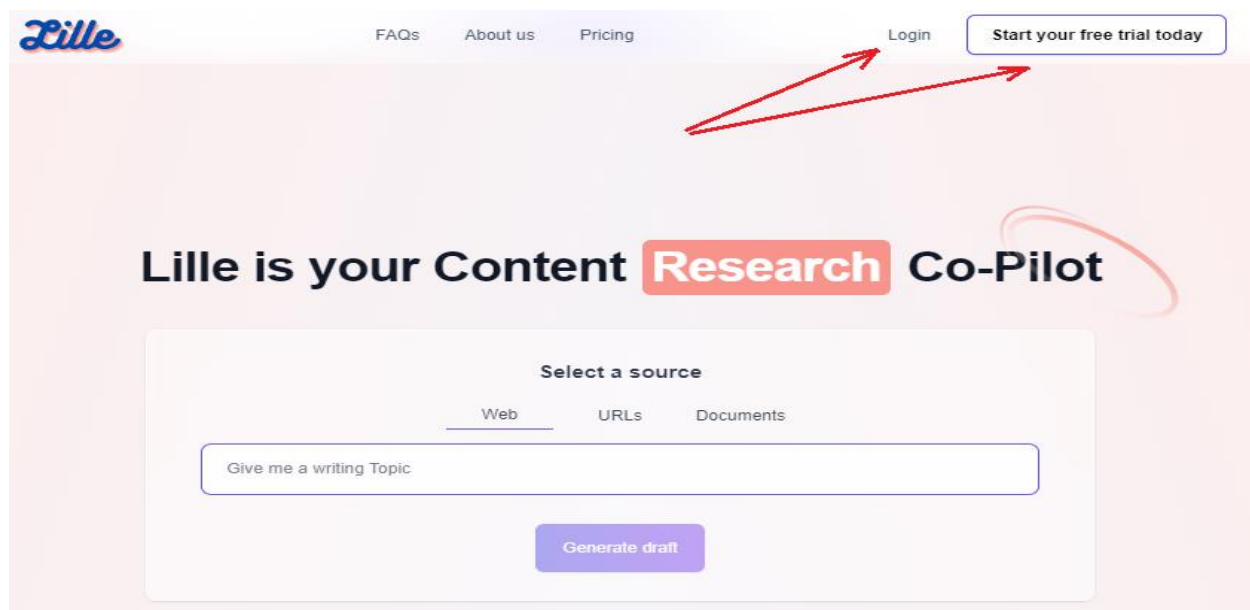 Lille
FAQs About us Pricing Login Start your free trial today
Lille is your Content Research Co-Pilot
Select a source
Web URLs Documents
Give me a writing Topic
Generate draft